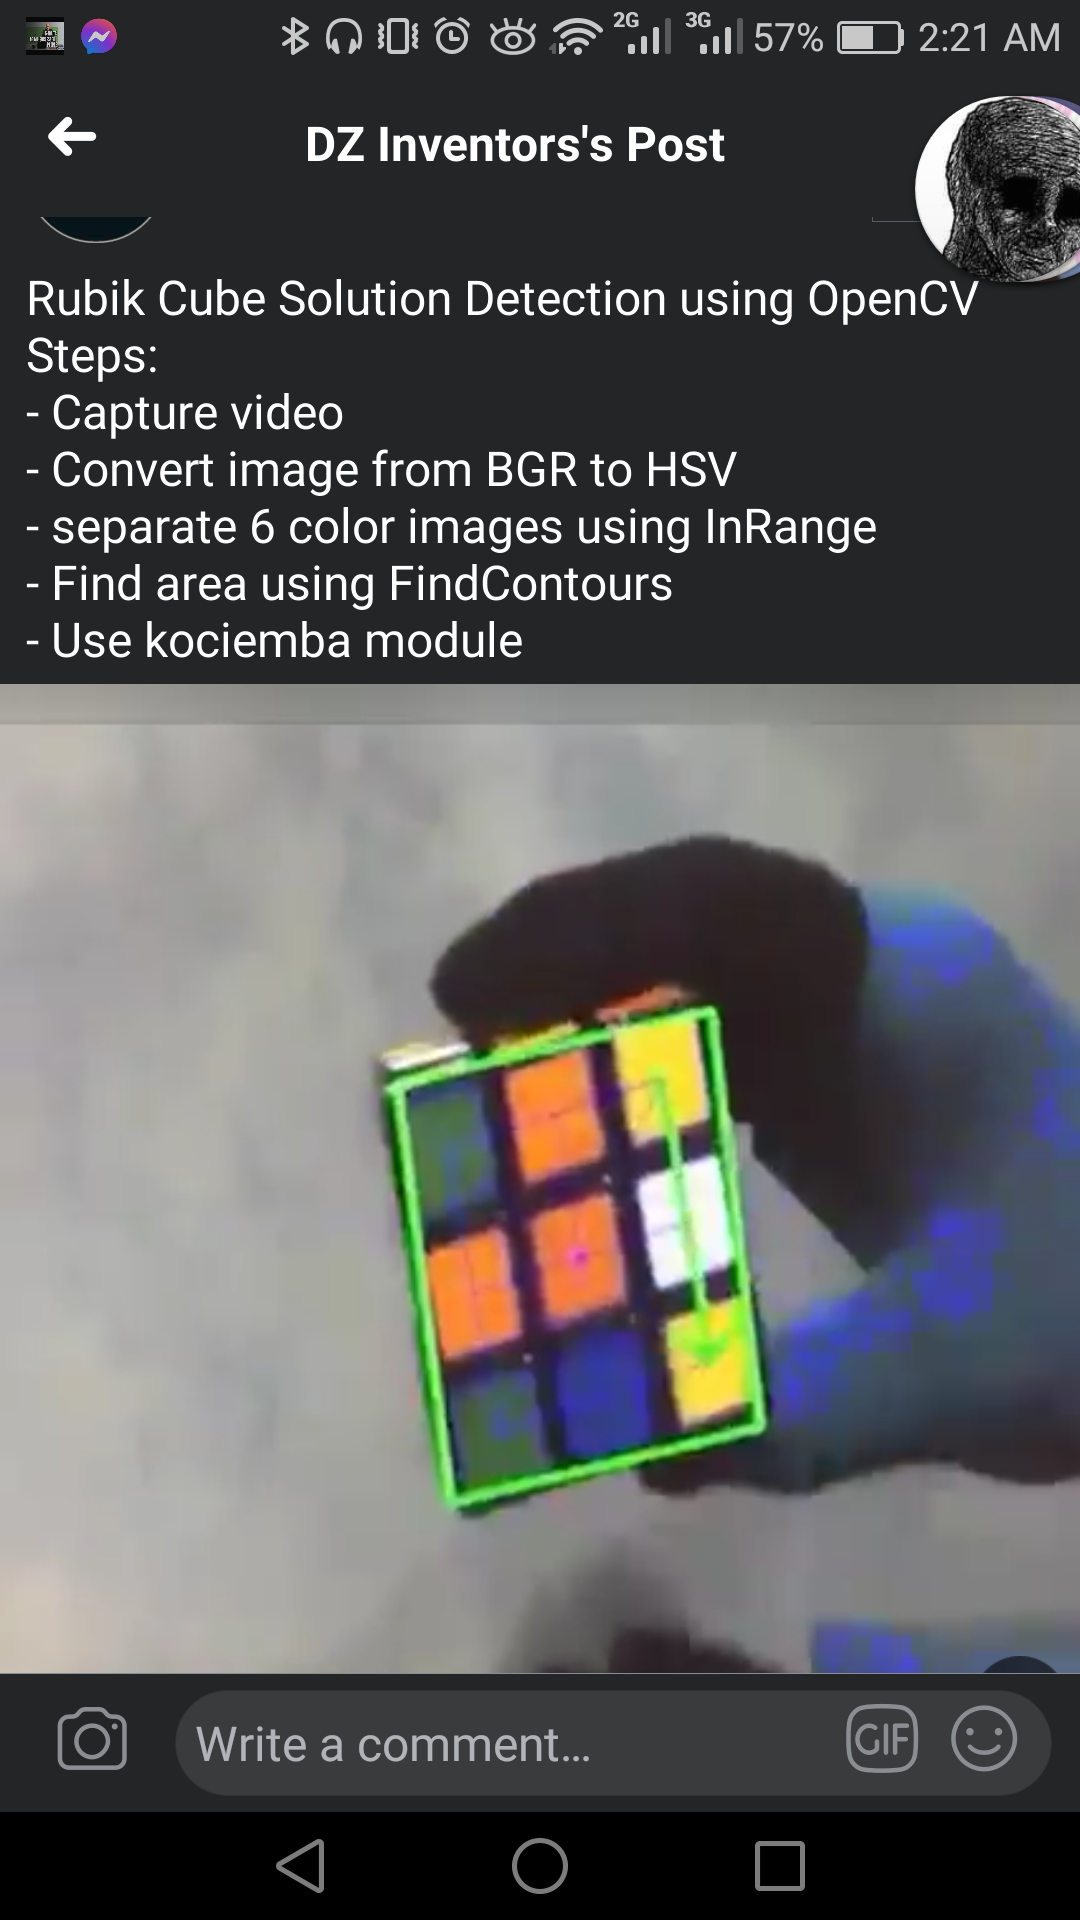 2G 3G 57% 2:21 AM
DZ Inventors's Post
Rubik Cube Solution Detection using OpenCV
Steps:
- Capture video
- Convert image from BGR to HSV
- separate 6 color images using InRange
- Find area using FindContours
- Use kociemba module
Write a comment...
GIF